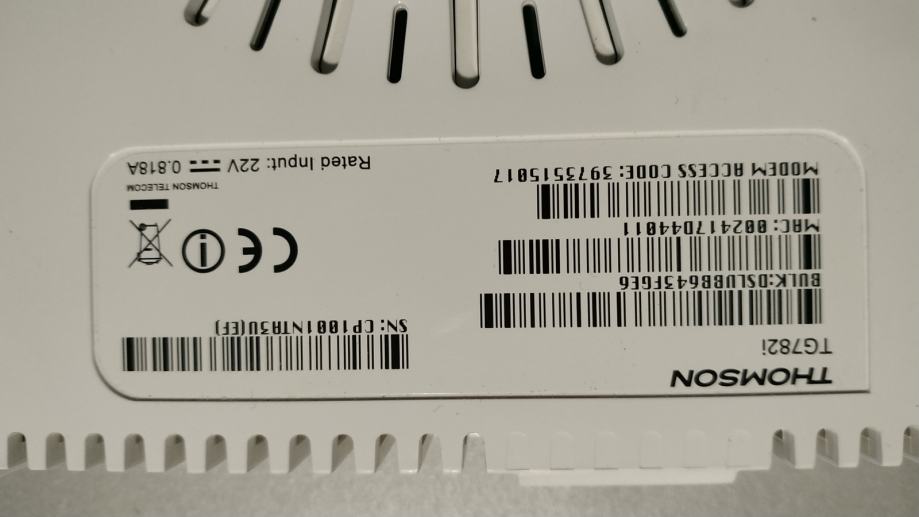 THOMSON
TG782i
BULK:DSLUBB643FGE6
MAC: 002417D44011
MODEM ACCESS CODE: 3973515017
SN: CP1001NTA3U(EF)
THOMSON TELECOM
Rated Input: 22V 0.818A